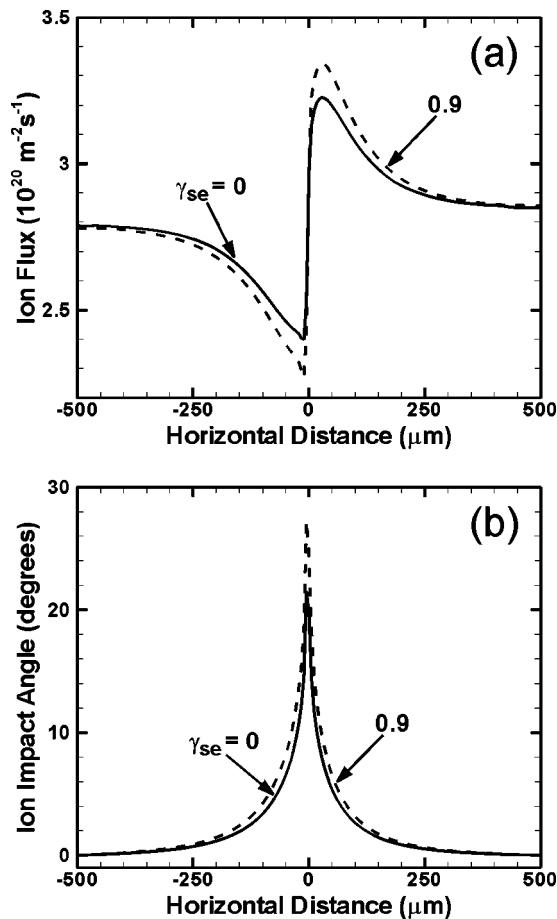 (a)
3.5
3
2.5
Ion Flux (10²⁰ m⁻²s⁻¹)
0.9
γse = 0
-500 -250 0 250 500
Horizontal Distance (μm)
(b)
30
20
10
0
Ion Impact Angle (degrees)
γse = 0
0.9
-500 -250 0 250 500
Horizontal Distance (μm)